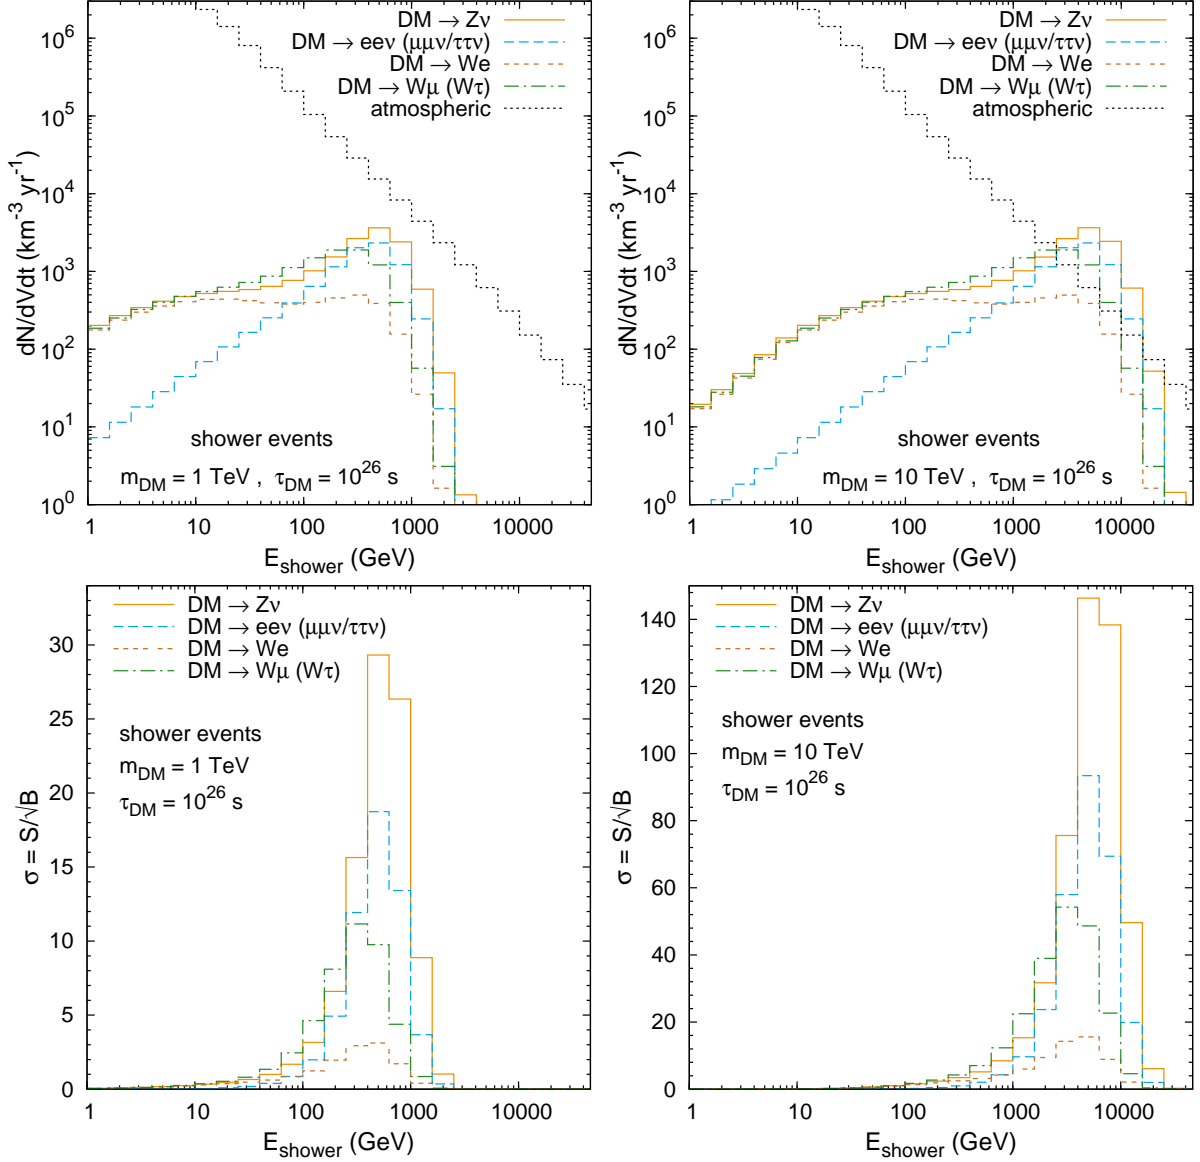 10^6
10^5
10^4
10^3
10^2
10^1
10^0
dN/dVdt (km^-3 yr^-1)
DM → Zν
DM → eeν (μμν/ττν)
DM → We
DM → Wμ (Wτ)
atmospheric
shower events
m_DM = 1 TeV , τ_DM = 10^26 s
1 10 100 1000 10000
E_shower (GeV)
10^6
10^5
10^4
10^3
10^2
10^1
10^0
dN/dVdt (km^-3 yr^-1)
DM → Zν
DM → eeν (μμν/ττν)
DM → We
DM → Wμ (Wτ)
atmospheric
shower events
m_DM = 10 TeV , τ_DM = 10^26 s
1 10 100 1000 10000
E_shower (GeV)
30
25
20
15
10
5
0
σ = S/√B
DM → Zν
DM → eeν (μμν/ττν)
DM → We
DM → Wμ (Wτ)
shower events
m_DM = 1 TeV
τ_DM = 10^26 s
1 10 100 1000 10000
E_shower (GeV)
140
120
100
80
60
40
20
0
σ = S/√B
DM → Zν
DM → eeν (μμν/ττν)
DM → We
DM → Wμ (Wτ)
shower events
m_DM = 10 TeV
τ_DM = 10^26 s
1 10 100 1000 10000
E_shower (GeV)